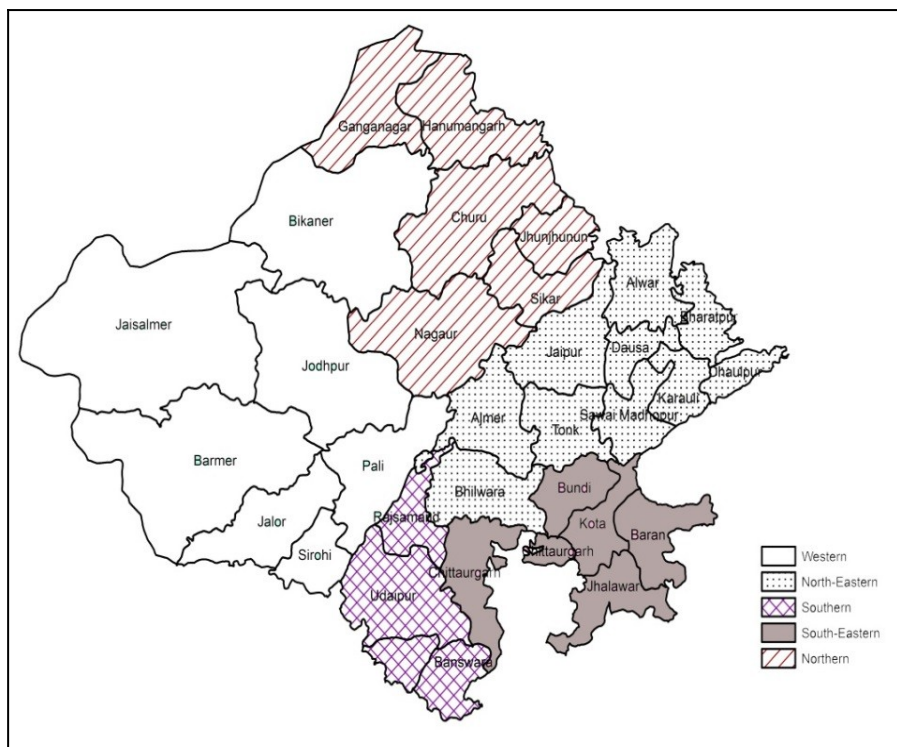 Ganganagar
Hanumangarh
Bikaner
Churu
Jhunjhunun
Sikar
Alwar
Bharatpur
Jaisalmer
Nagaur
Jaipur
Dausa
Dhaulpur
Jodhpur
Karauli
Ajmer
Tonk
Sawai Madhopur
Barmer
Pali
Bhilwara
Bundi
Jalor
Rajsamand
Kota
Baran
Sirohi
Chittaurgarh
Chittaurgarh
Jhalawar
Udaipur
Banswara
Western
North-Eastern
Southern
South-Eastern
Northern